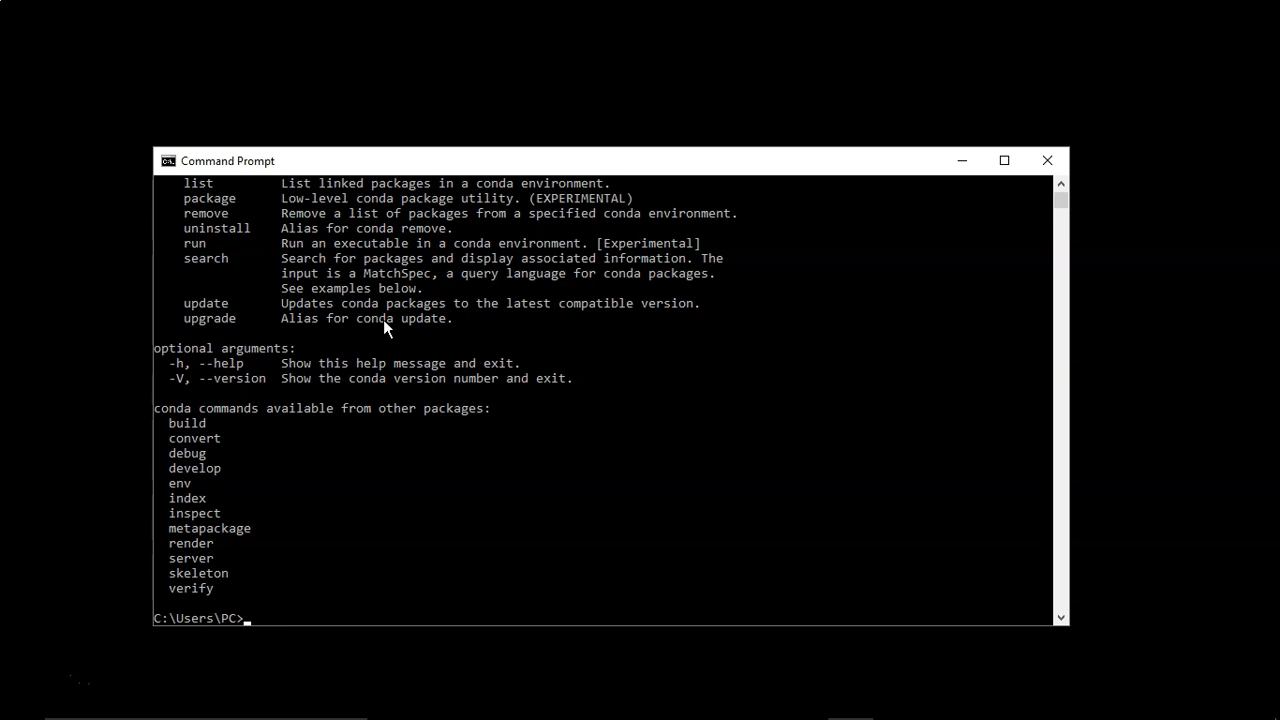 Command Prompt
list List linked packages in a conda environment.
package Low-level conda package utility. (EXPERIMENTAL)
remove Remove a list of packages from a specified conda environment.
uninstall Alias for conda remove.
run Run an executable in a conda environment. [Experimental]
search Search for packages and display associated information. The
input is a MatchSpec, a query language for conda packages.
See examples below.
update Updates conda packages to the latest compatible version.
upgrade Alias for conda update.
optional arguments:
-h, --help Show this help message and exit.
-V, --version Show the conda version number and exit.
conda commands available from other packages:
build
convert
debug
develop
env
index
inspect
metapackage
render
server
skeleton
verify
C:\Users\PC>